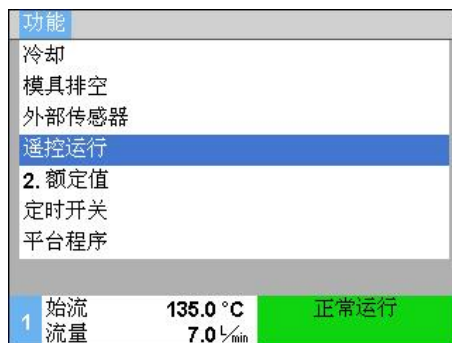 功能
冷却
模具排空
外部传感器
遥控运行
2. 额定值
定时开关
平台程序
1 始流 135.0 °C 正常运行
流量 7.0 L/min